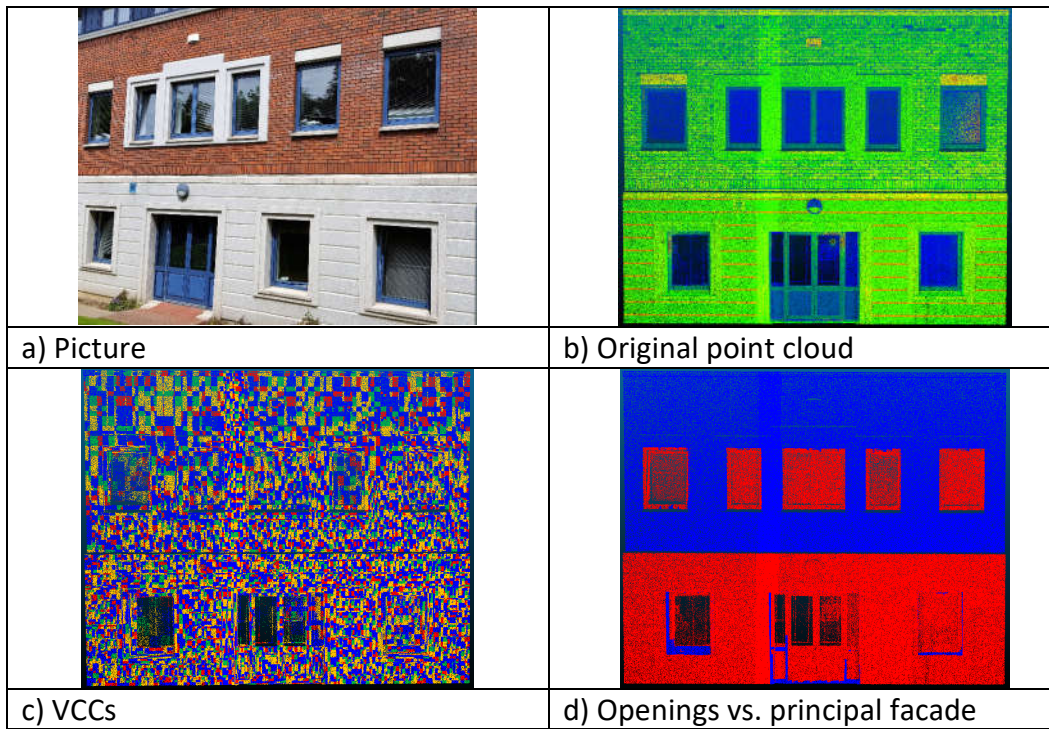 a) Picture
b) Original point cloud
c) VCCs
d) Openings vs. principal facade